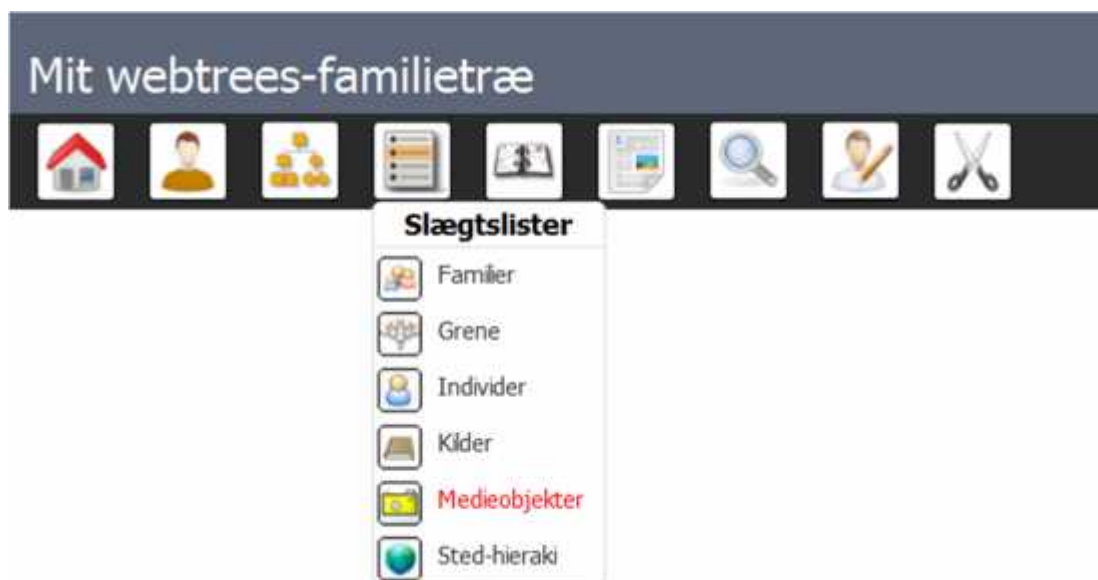 Mit webtrees-familietræ
Slægtslister
Familier
Grene
Individer
Kilder
Medieobjekter
Sted-hieraki